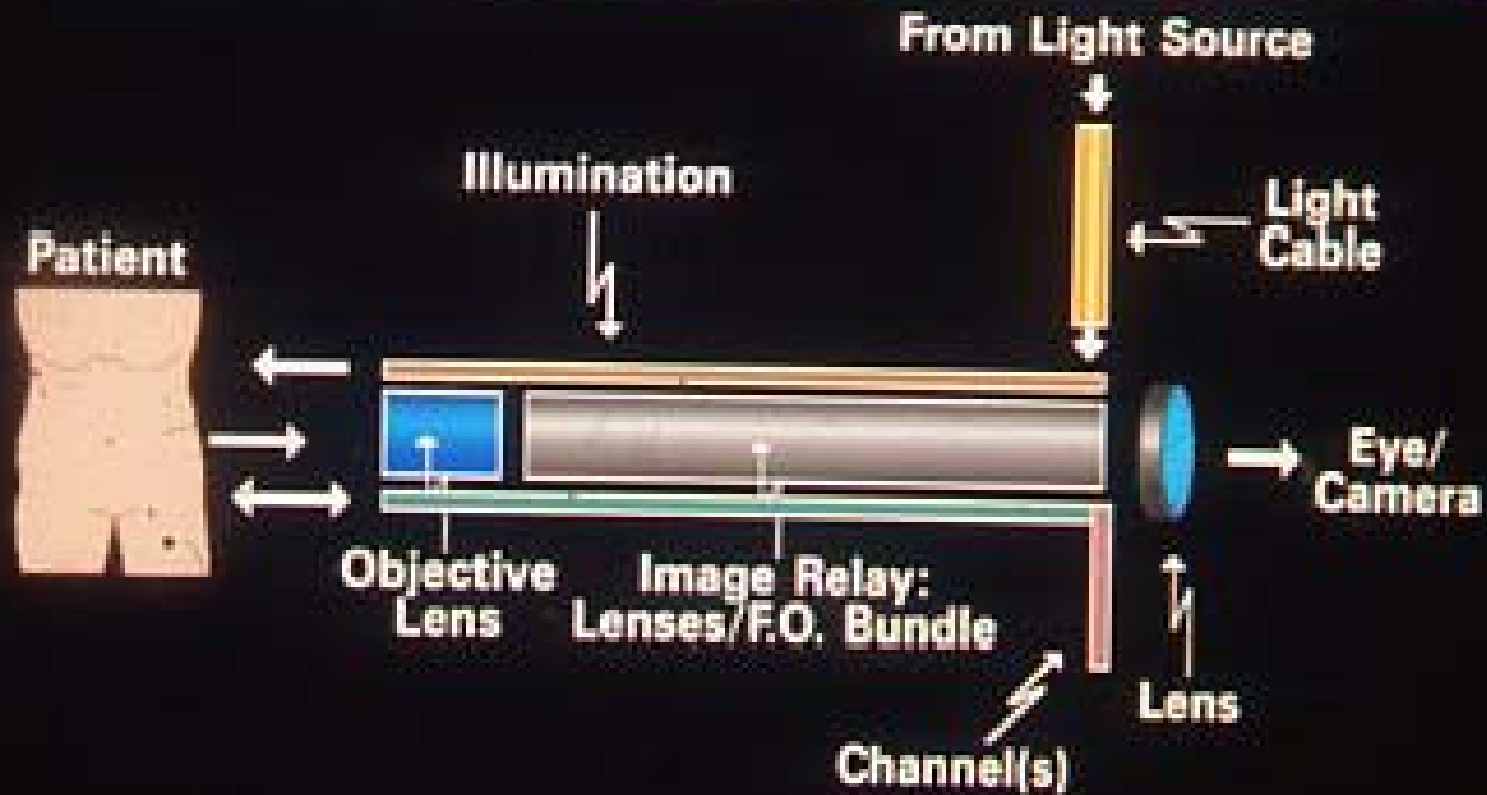 From Light Source
Illumination
Light
Cable
Patient
Eye/
Camera
Objective
Lens
Image Relay:
Lenses/F.O. Bundle
Lens
Channel(s)